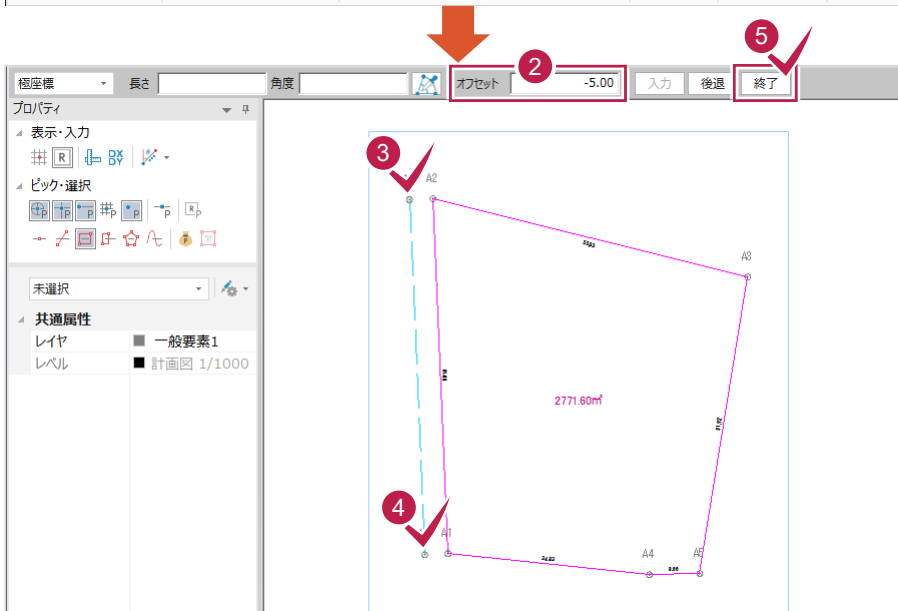 5
2
極座標 長さ 角度 オフセット -5.00 入力 後退 終了
プロパティ
表示・入力
R DX DY
ピック・選択
P P P P P P R P
P
未選択
共通属性
レイヤ 一般要素1
レベル 計画図 1/1000
3
A2
A3
2771.60㎡
4
A1
A4 A5